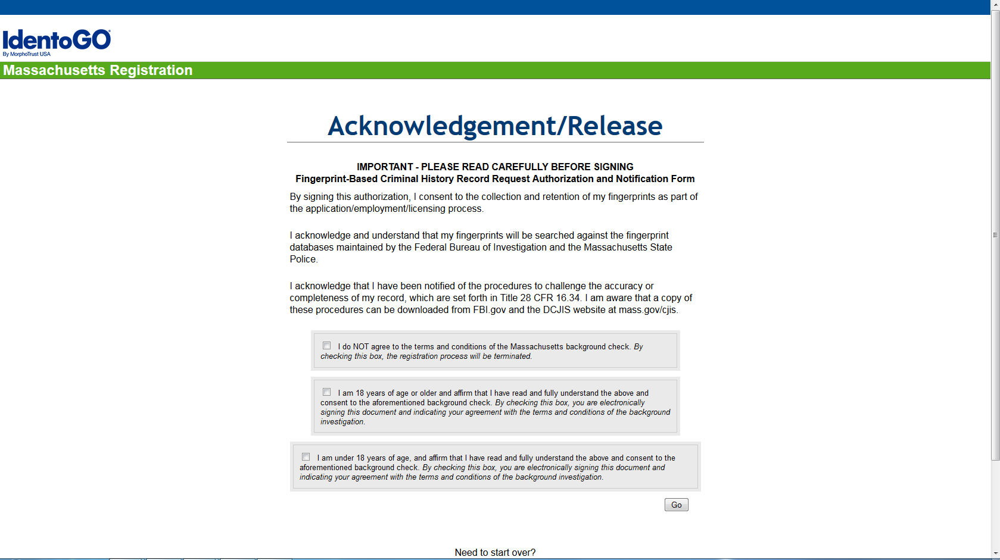 IdentoGO
By MorphoTrust USA
Massachusetts Registration
Acknowledgement/Release
IMPORTANT - PLEASE READ CAREFULLY BEFORE SIGNING
Fingerprint-Based Criminal History Record Request Authorization and Notification Form
By signing this authorization, I consent to the collection and retention of my fingerprints as part of
the application/employment/licensing process.
I acknowledge and understand that my fingerprints will be searched against the fingerprint
databases maintained by the Federal Bureau of Investigation and the Massachusetts State
Police.
I acknowledge that I have been notified of the procedures to challenge the accuracy or
completeness of my record, which are set forth in Title 28 CFR 16.34. I am aware that a copy of
these procedures can be downloaded from FBI.gov and the DCJIS website at mass.gov/cjis.
I do NOT agree to the terms and conditions of the Massachusetts background check. By
checking this box, the registration process will be terminated.
I am 18 years of age or older and affirm that I have read and fully understand the above and
consent to the aforementioned background check. By checking this box, you are electronically
signing this document and indicating your agreement with the terms and conditions of the background
investigation.
I am under 18 years of age, and affirm that I have read and fully understand the above and consent to the
aforementioned background check. By checking this box, you are electronically signing this document and
indicating your agreement with the terms and conditions of the background investigation.
Go
Need to start over?